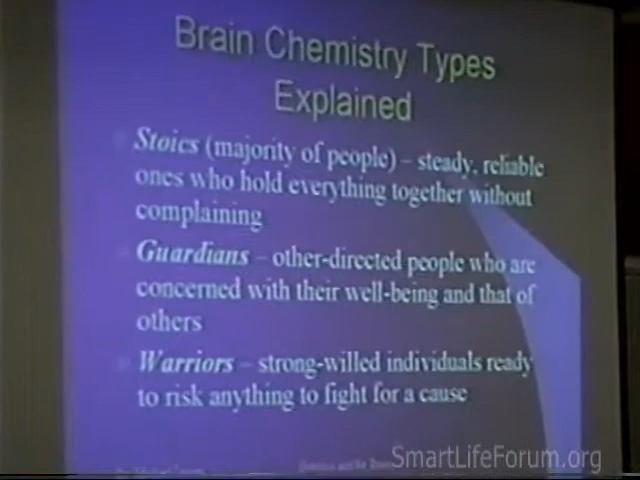 Brain Chemistry Types
Explained
Stoics (majority of people) – steady, reliable
ones who hold everything together without
complaining
Guardians – other-directed people who are
concerned with their well-being and that of
others
Warriors – strong-willed individuals ready
to risk anything to fight for a cause
SmartLifeForum.org